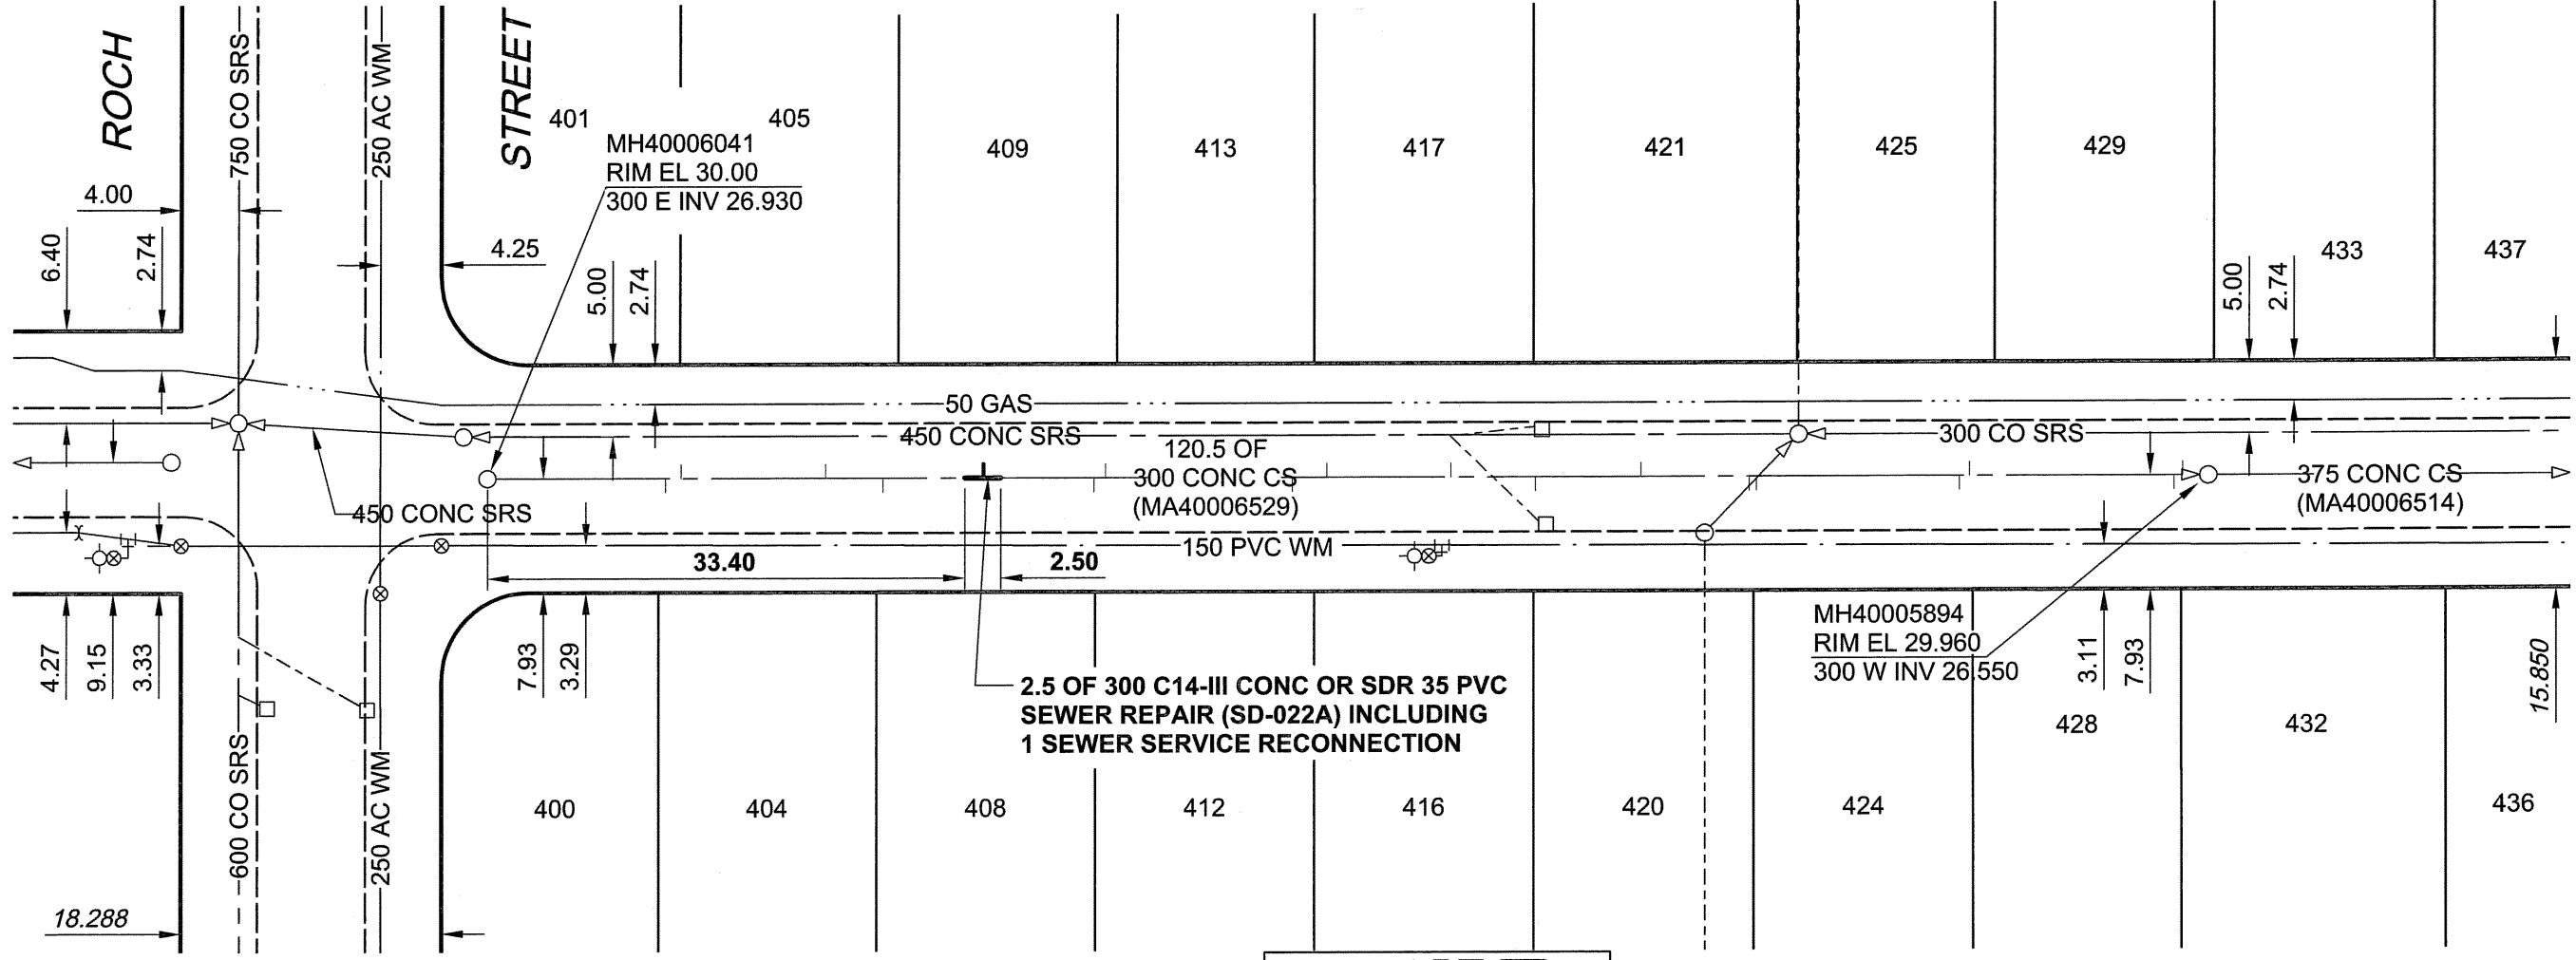 ROCH
STREET
750 CO SRS
250 AC WM
401
405
409
413
417
421
425
429
433
437
MH40006041
RIM EL 30.00
300 E INV 26.930
4.00
6.40
2.74
4.25
5.00
2.74
5.00
2.74
50 GAS
450 CONC SRS
120.5 OF
300 CONC CS
(MA40006529)
300 CO SRS
375 CONC CS
(MA40006514)
450 CONC SRS
150 PVC WM
33.40
2.50
4.27
9.15
3.33
7.93
3.29
MH40005894
RIM EL 29.960
300 W INV 26.550
3.11
7.93
15.850
2.5 OF 300 C14-III CONC OR SDR 35 PVC
SEWER REPAIR (SD-022A) INCLUDING
1 SEWER SERVICE RECONNECTION
600 CO SRS
250 AC WM
400
404
408
412
416
420
424
428
432
436
18.288